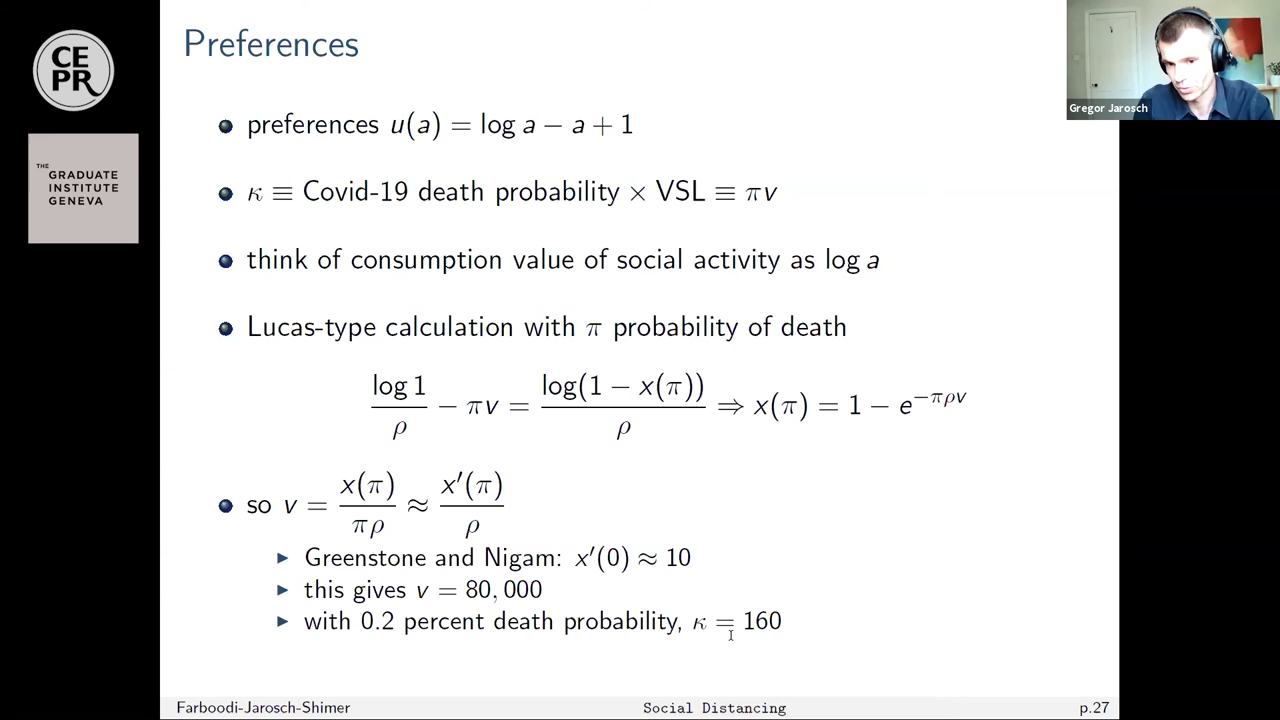 CE
PR
THE
GRADUATE
INSTITUTE
GENEVA
Gregor Jarosch
Preferences
preferences u(a) = log a − a + 1
κ ≡ Covid-19 death probability × VSL ≡ πv
think of consumption value of social activity as log a
Lucas-type calculation with π probability of death
log 1 / ρ − πv = log(1 − x(π)) / ρ ⇒ x(π) = 1 − e^{−πρv}
so v = x(π) / πρ ≈ x′(π) / ρ
Greenstone and Nigam: x′(0) ≈ 10
this gives v = 80,000
with 0.2 percent death probability, κ = 160
Farboodi-Jarosch-Shimer Social Distancing p.27